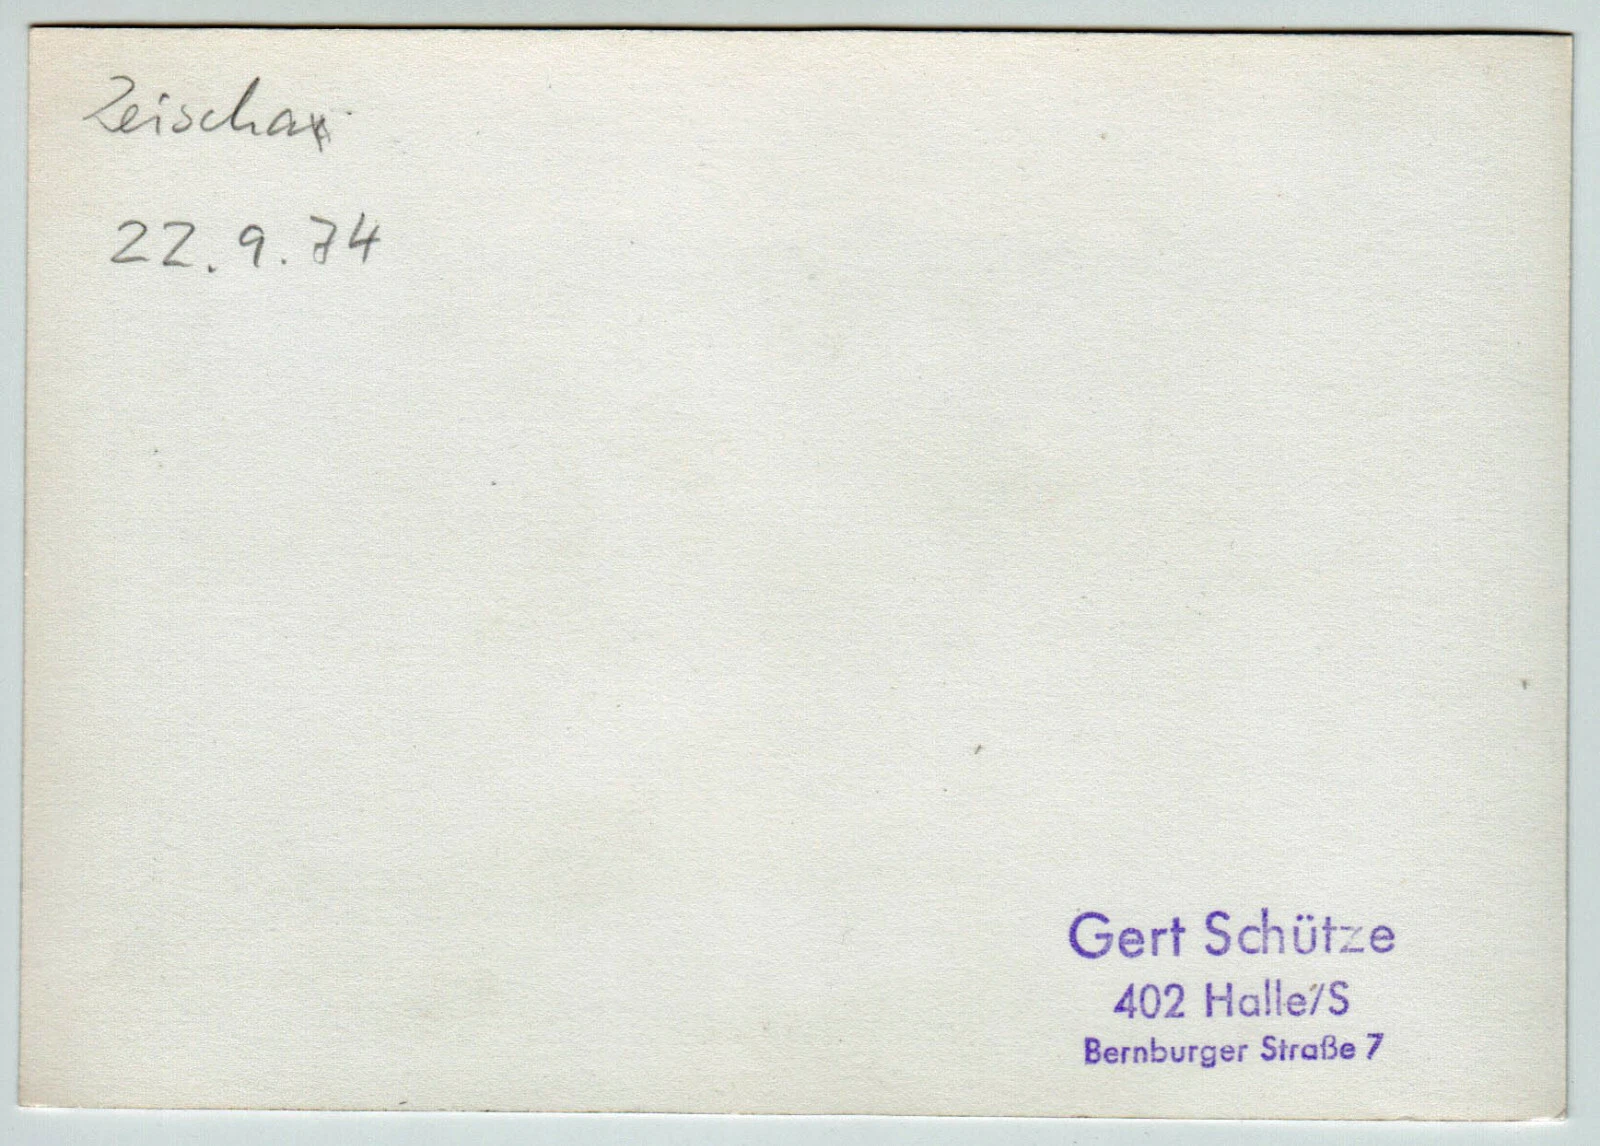 Zeischa
22.9.74
Gert Schütze
402 Halle/S
Bernburger Straße 7